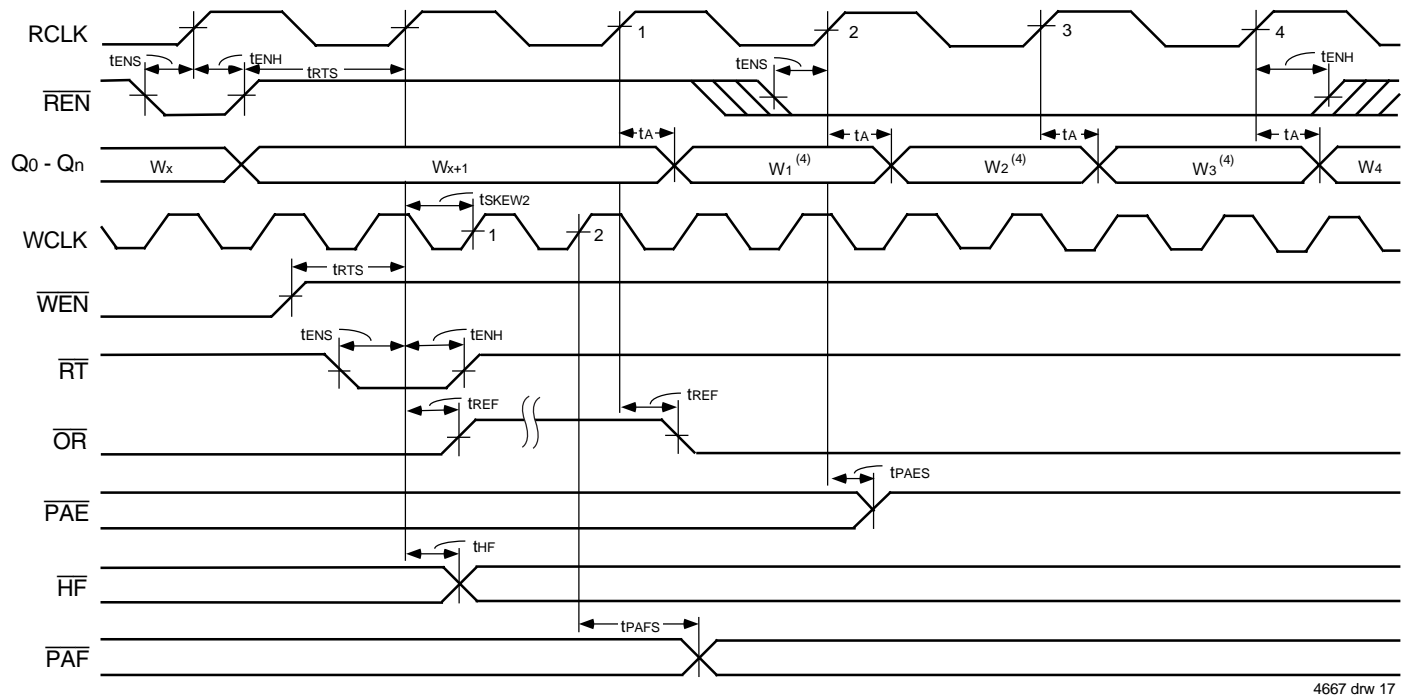 RCLK
1
2
3
4
tENS
tENH
tRTS
tENS
tENH
REN
tA
tA
tA
tA
Q0 - Qn
Wx
Wx+1
W1 (4)
W2 (4)
W3 (4)
W4
tSKEW2
WCLK
1
2
tRTS
WEN
tENS
tENH
RT
tREF
tREF
OR
tPAES
PAE
tHF
HF
tPAFS
PAF
4667 drw 17